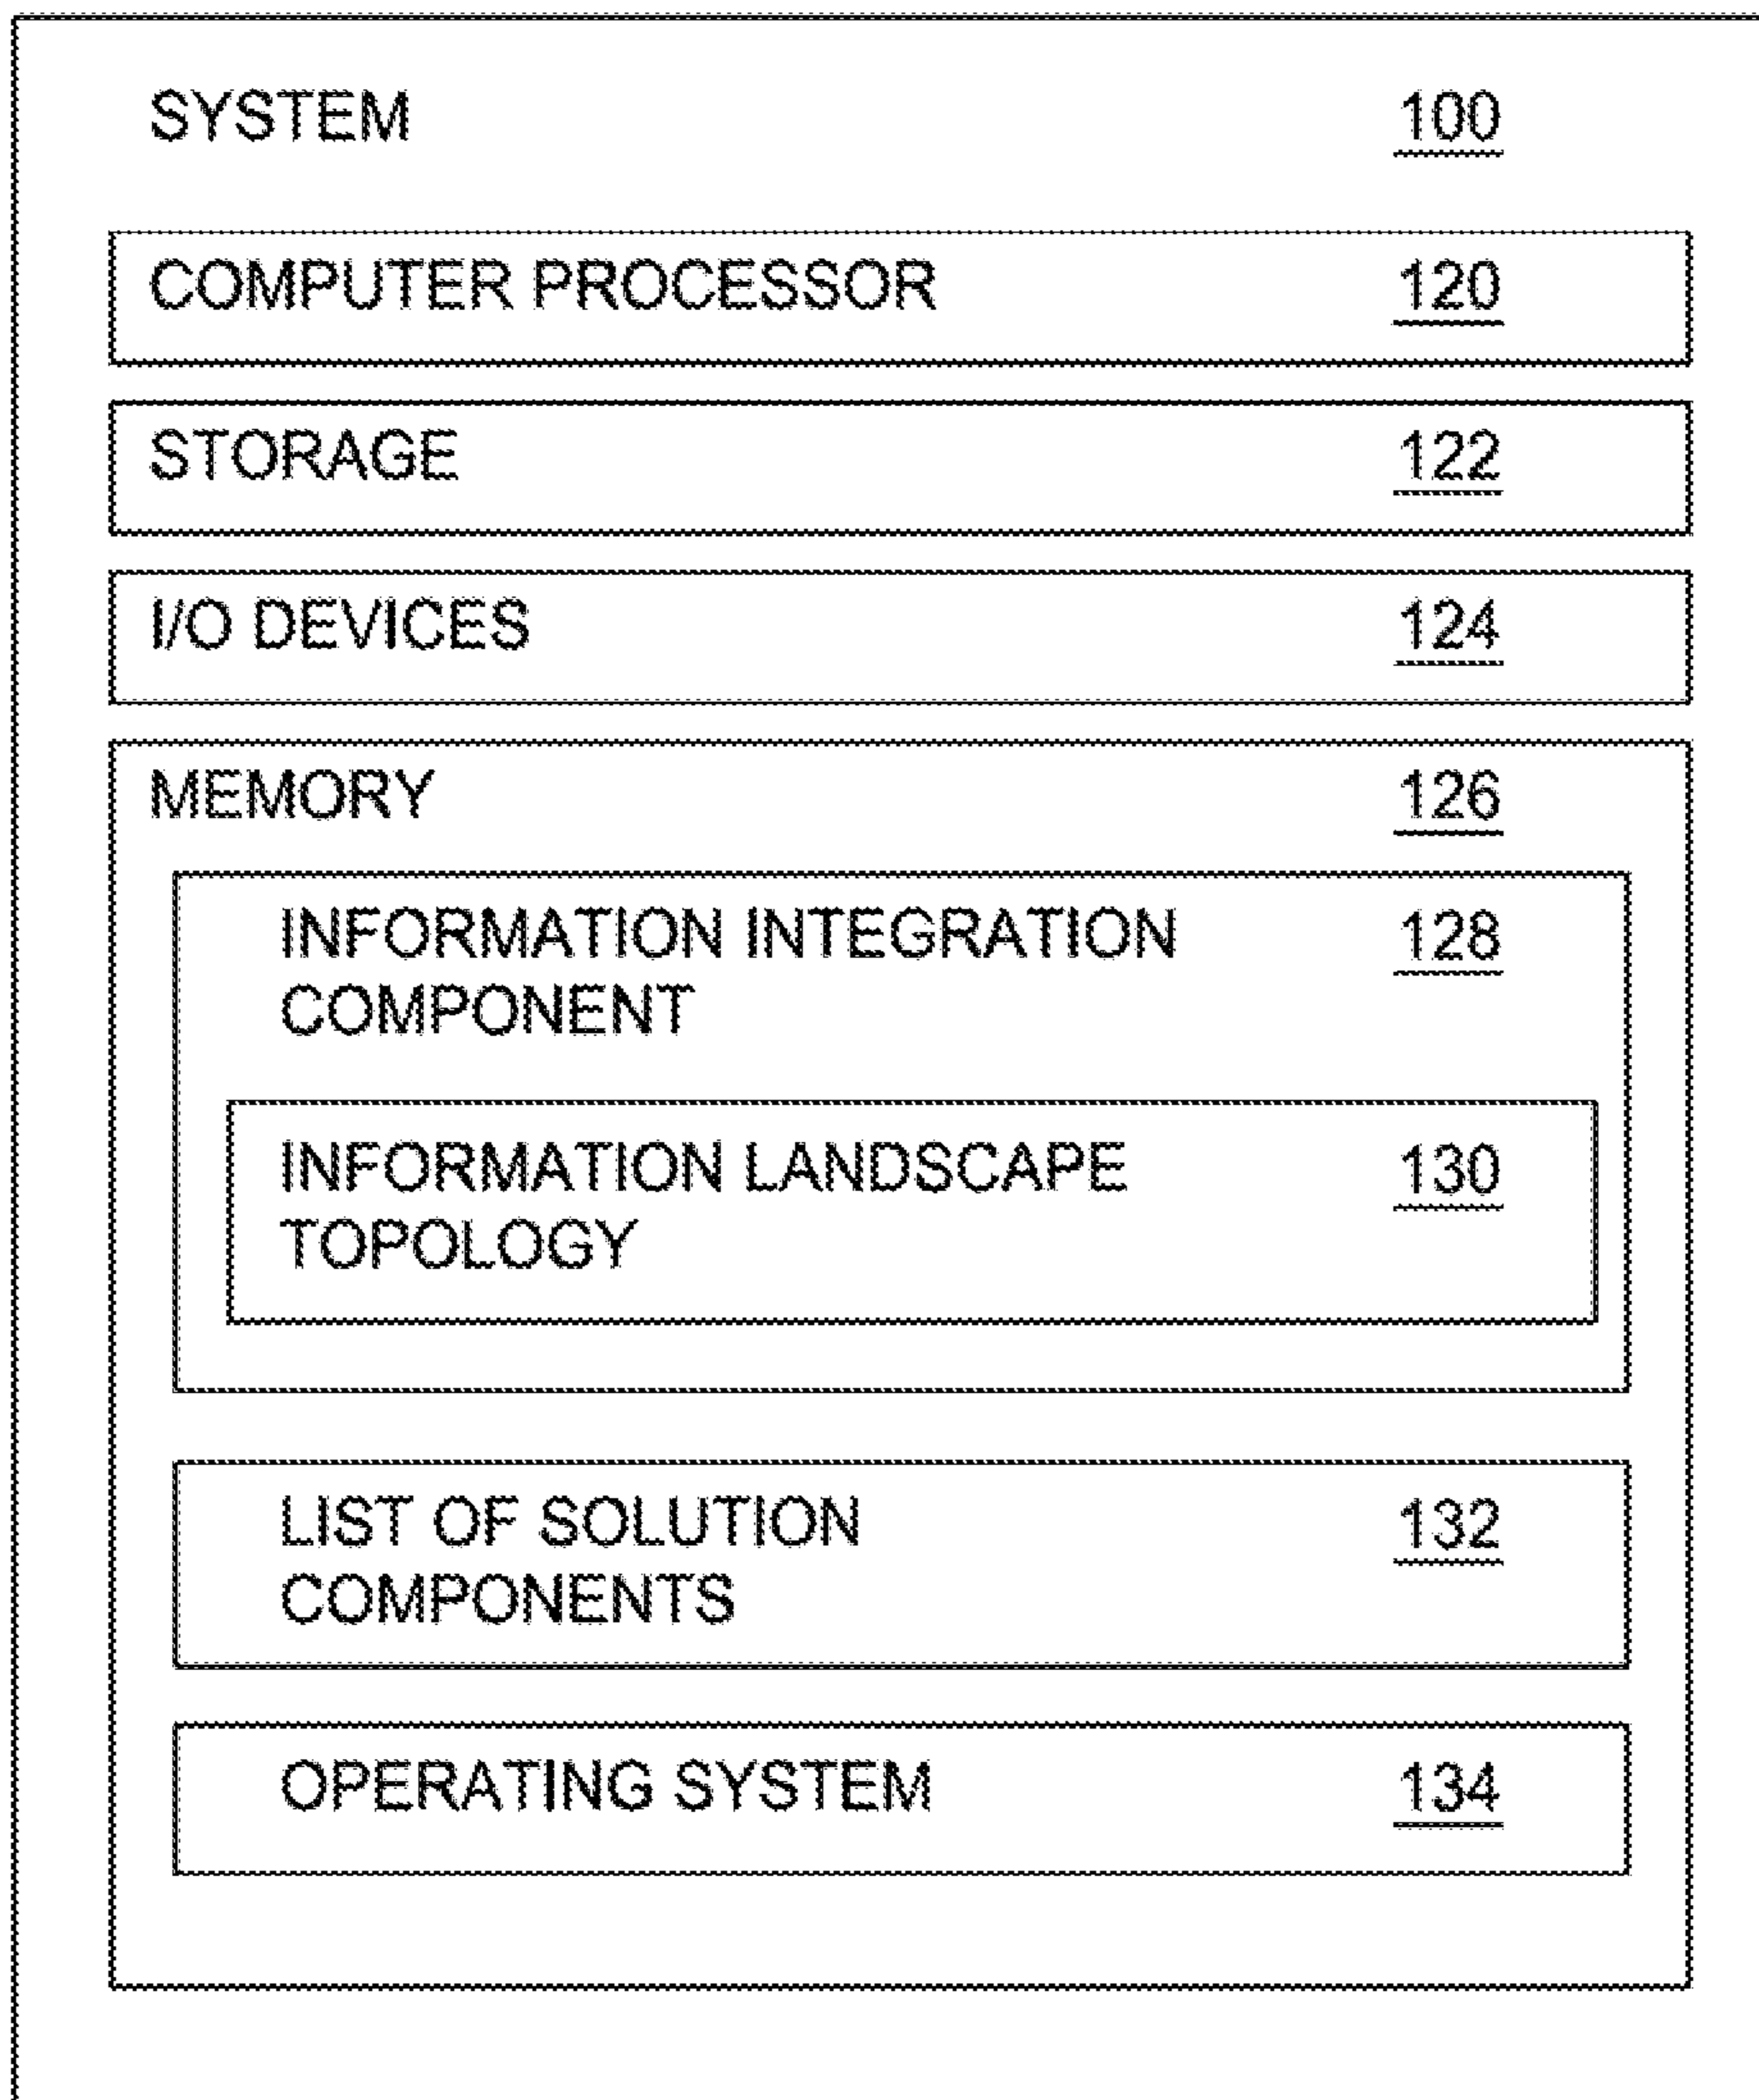 SYSTEM 100
COMPUTER PROCESSOR 120
STORAGE 122
I/O DEVICES 124
MEMORY 126
INFORMATION INTEGRATION 128
COMPONENT
INFORMATION LANDSCAPE 130
TOPOLOGY
LIST OF SOLUTION 132
COMPONENTS
OPERATING SYSTEM 134